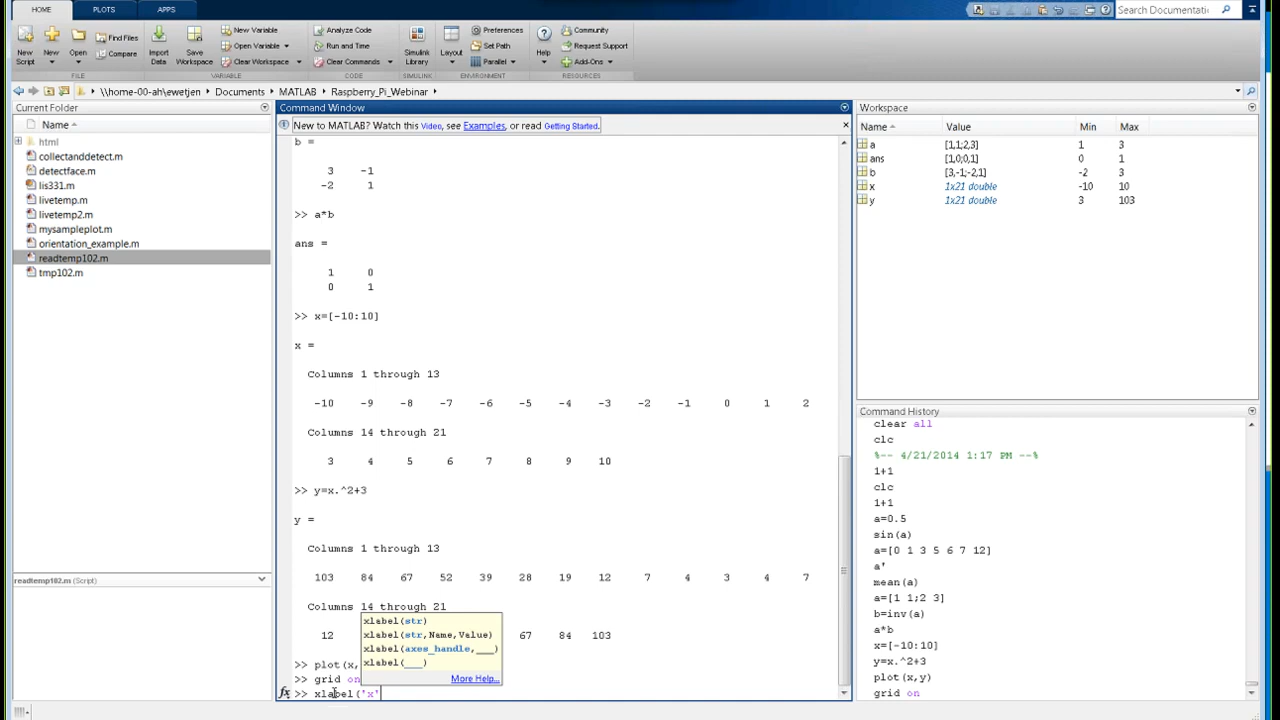 HOME PLOTS APPS
Search Documentation
New Script
New
Open
Find Files
Compare
Import Data
Save Workspace
New Variable
Open Variable
Clear Workspace
Analyze Code
Run and Time
Clear Commands
Simulink Library
Layout
Preferences
Set Path
Parallel
Help
Community
Request Support
Add-Ons
FILE VARIABLE CODE SIMULINK ENVIRONMENT RESOURCES
\\home-00-ah\ewetjen Documents MATLAB Raspberry_Pi_Webinar
Current Folder
Name
html
collectanddetect.m
detectface.m
lis331.m
livetemp.m
livetemp2.m
mysampleplot.m
orientation_example.m
readtemp102.m
tmp102.m
readtemp102.m (Script)
Command Window
New to MATLAB? Watch this Video, see Examples, or read Getting Started.
b =
3 -1
-2 1
>> a*b
ans =
1 0
0 1
>> x=[-10:10]
x =
Columns 1 through 13
-10 -9 -8 -7 -6 -5 -4 -3 -2 -1 0 1 2
Columns 14 through 21
3 4 5 6 7 8 9 10
>> y=x.^2+3
y =
Columns 1 through 13
103 84 67 52 39 28 19 12 7 4 3 4 7
Columns 14 through 21
12 67 84 103
xlabel(str)
xlabel(str,Name,Value)
xlabel(axes_handle,___)
xlabel(___)
More Help...
>> plot(x,
>> grid on
fx >> xlabel('x'
Workspace
Name Value Min Max
a [1,1;2,3] 1 3
ans [1,0;0,1] 0 1
b [3,-1;-2,1] -2 3
x 1x21 double -10 10
y 1x21 double 3 103
Command History
clear all
clc
%-- 4/21/2014 1:17 PM --%
1+1
clc
1+1
a=0.5
sin(a)
a=[0 1 3 5 6 7 12]
a'
mean(a)
a=[1 1;2 3]
b=inv(a)
a*b
x=[-10:10]
y=x.^2+3
plot(x,y)
grid on